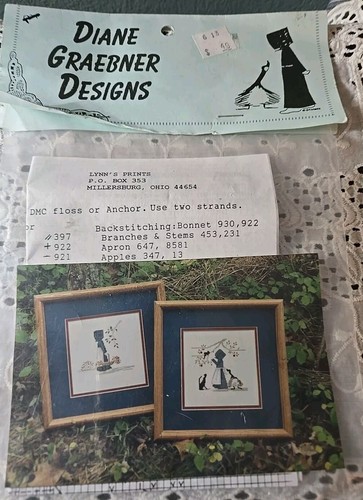 DIANE
GRAEBNER
DESIGNS
LYNN'S PRINTS
P.O. BOX 353
MILLERSBURG, OHIO 44654
DMC floss or Anchor. Use two strands.
or Backstitching: Bonnet 930,922
#397 Branches & Stems 453,231
+ 922 Apron 647, 8581
- 921 Apples 347, 13